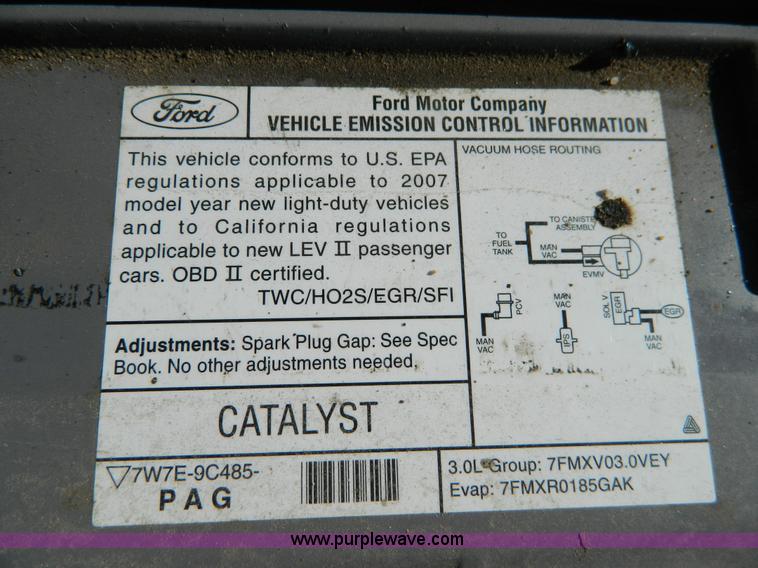 Ford
Ford Motor Company
VEHICLE EMISSION CONTROL INFORMATION
This vehicle conforms to U.S. EPA
regulations applicable to 2007
model year new light-duty vehicles
and to California regulations
applicable to new LEV II passenger
cars. OBD II certified.
TWC/HO2S/EGR/SFI
Adjustments: Spark Plug Gap: See Spec
Book. No other adjustments needed.
CATALYST
7W7E-9C485-
PAG
VACUUM HOSE ROUTING
TO CANISTER
ASSEMBLY
TO
FUEL
TANK
MAN
VAC
EVMV
PCV
MAN
VAC
MAN
VAC
IPS
SOL V
EGR
EGR
MAN
VAC
3.0L-Group: 7FMXV03.0VEY
Evap: 7FMXR0185GAK
www.purplewave.com